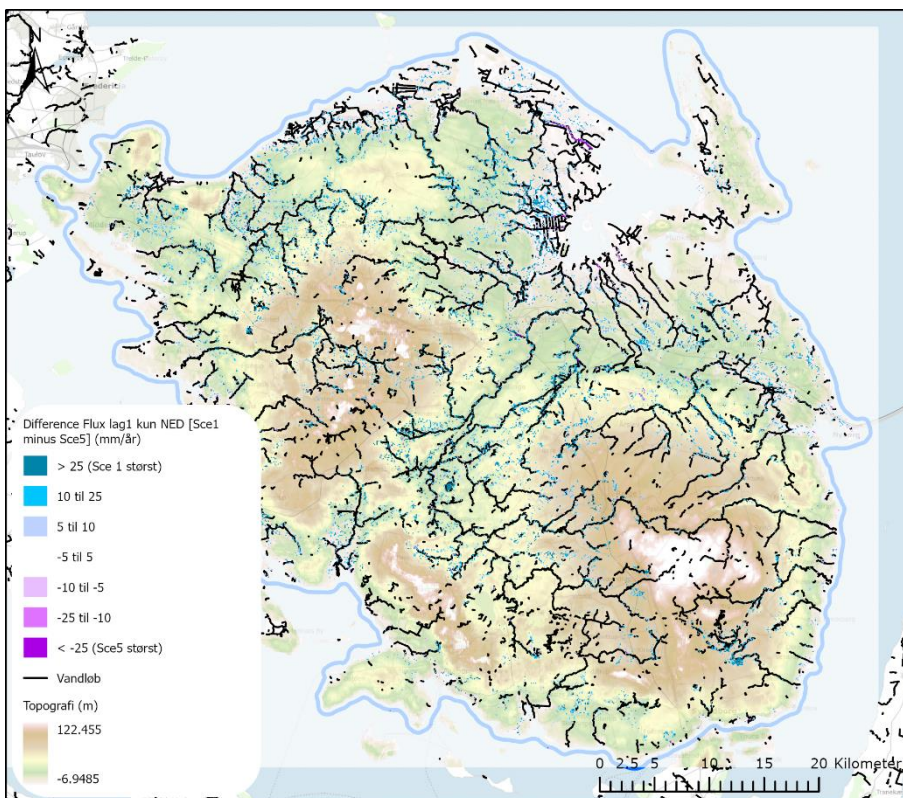 N
Taulov
Difference Flux lag1 kun NED [Sce1
minus Sce5] (mm/år)
> 25 (Sce 1 størst)
10 til 25
5 til 10
-5 til 5
-10 til -5
-25 til -10
< -25 (Sce5 størst)
Vandløb
Topografi (m)
122.455
-6.9485
0 2.5 5 10 15 20 Kilometer